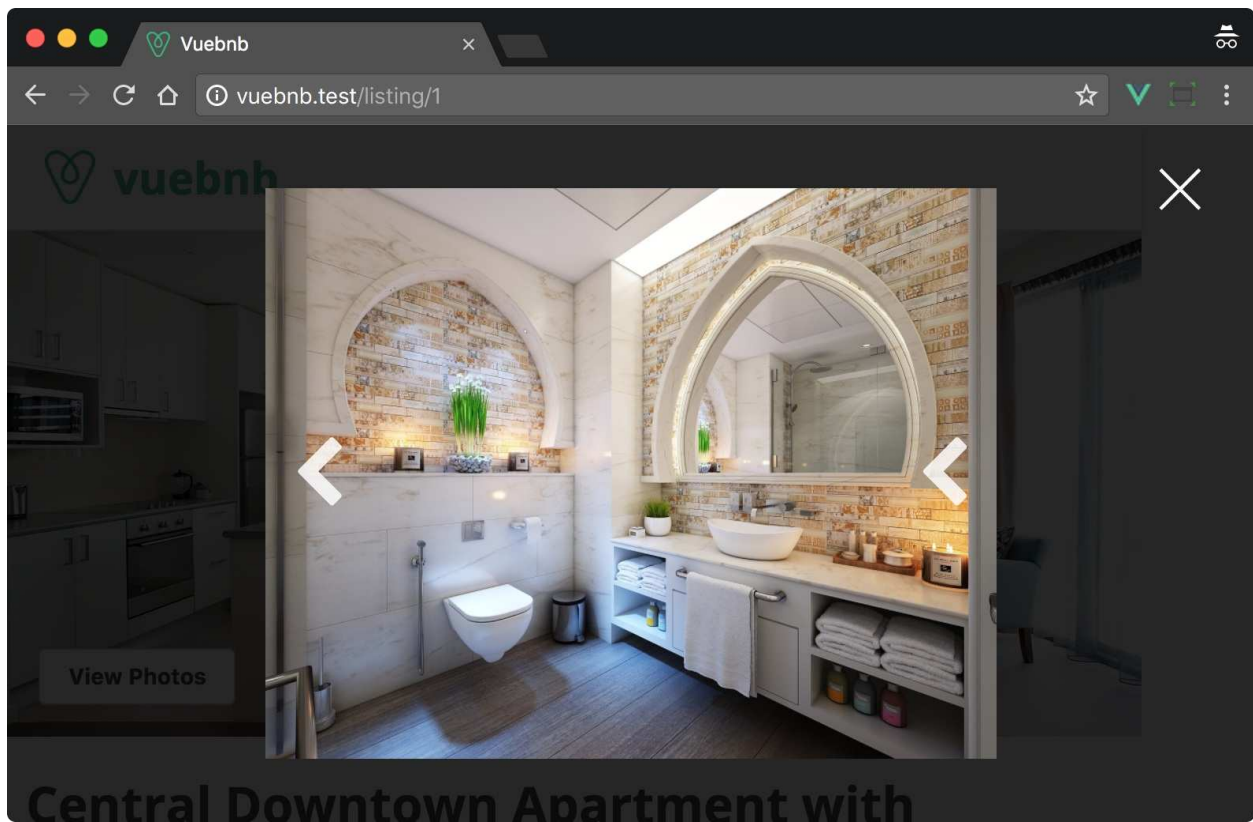 Vuebnb
vuebnb.test/listing/1
vuebnb
View Photos
Central Downtown Apartment with